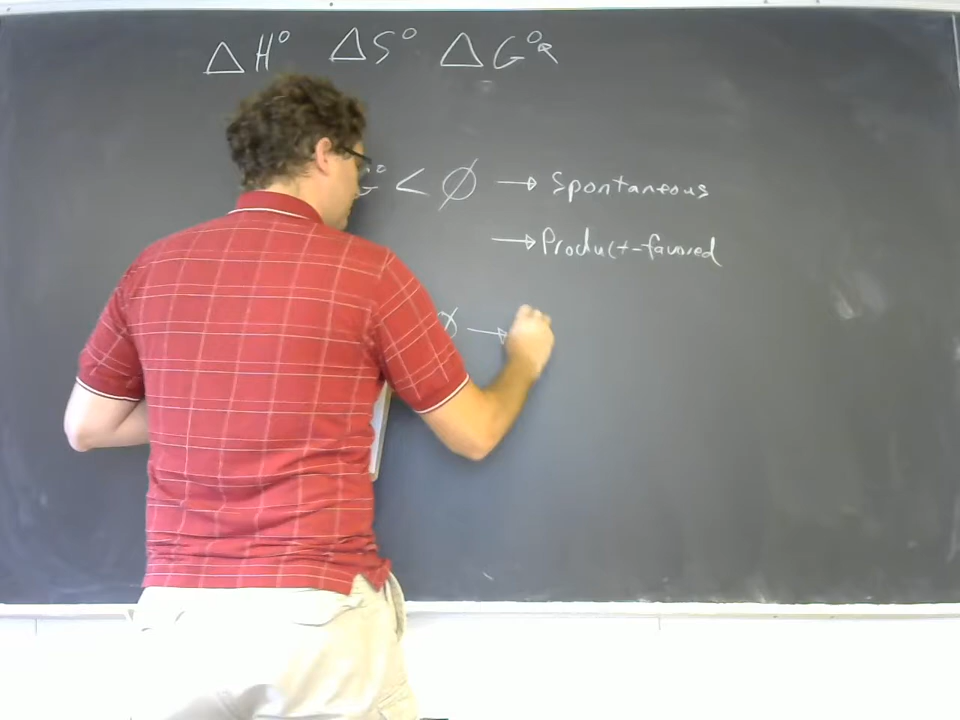 ΔH° ΔS° ΔG°R
G° < Ø → Spontaneous
→ Product-favored
Ø →